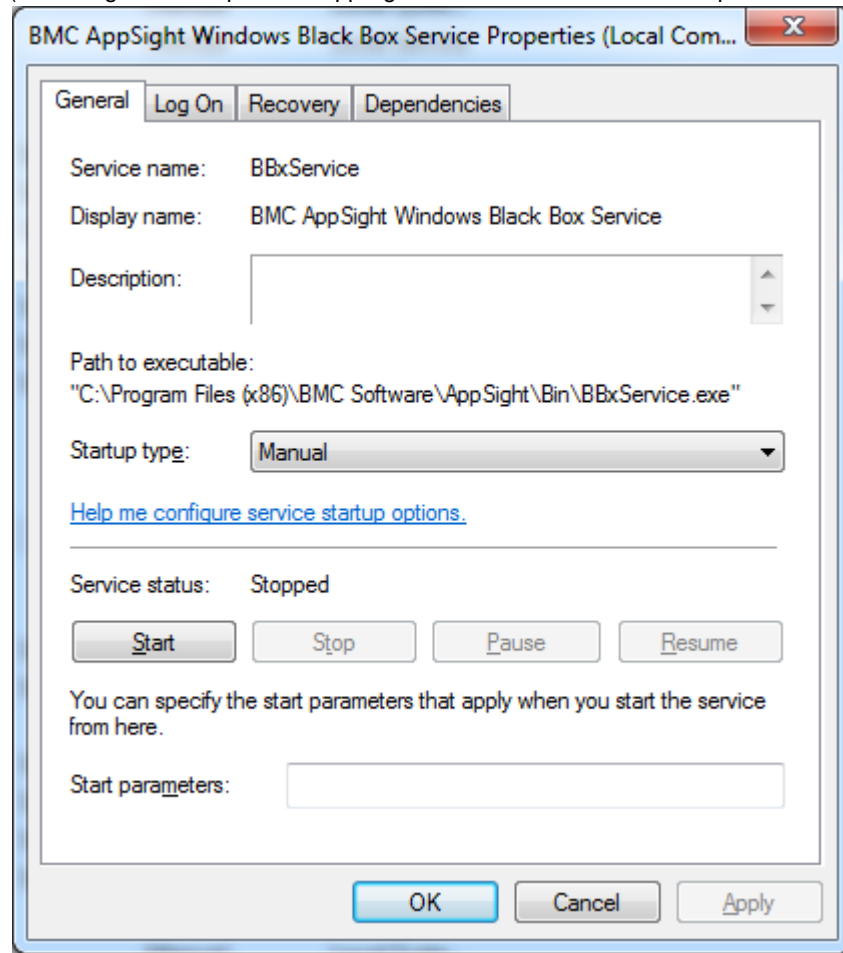 BMC AppSight Windows Black Box Service Properties (Local Com...
General Log On Recovery Dependencies
Service name: BBxService
Display name: BMC AppSight Windows Black Box Service
Description:
Path to executable:
"C:\Program Files (x86)\BMC Software\AppSight\Bin\BBxService.exe"
Startup type: Manual
Help me configure service startup options.
Service status: Stopped
Start Stop Pause Resume
You can specify the start parameters that apply when you start the service
from here.
Start parameters:
OK Cancel Apply